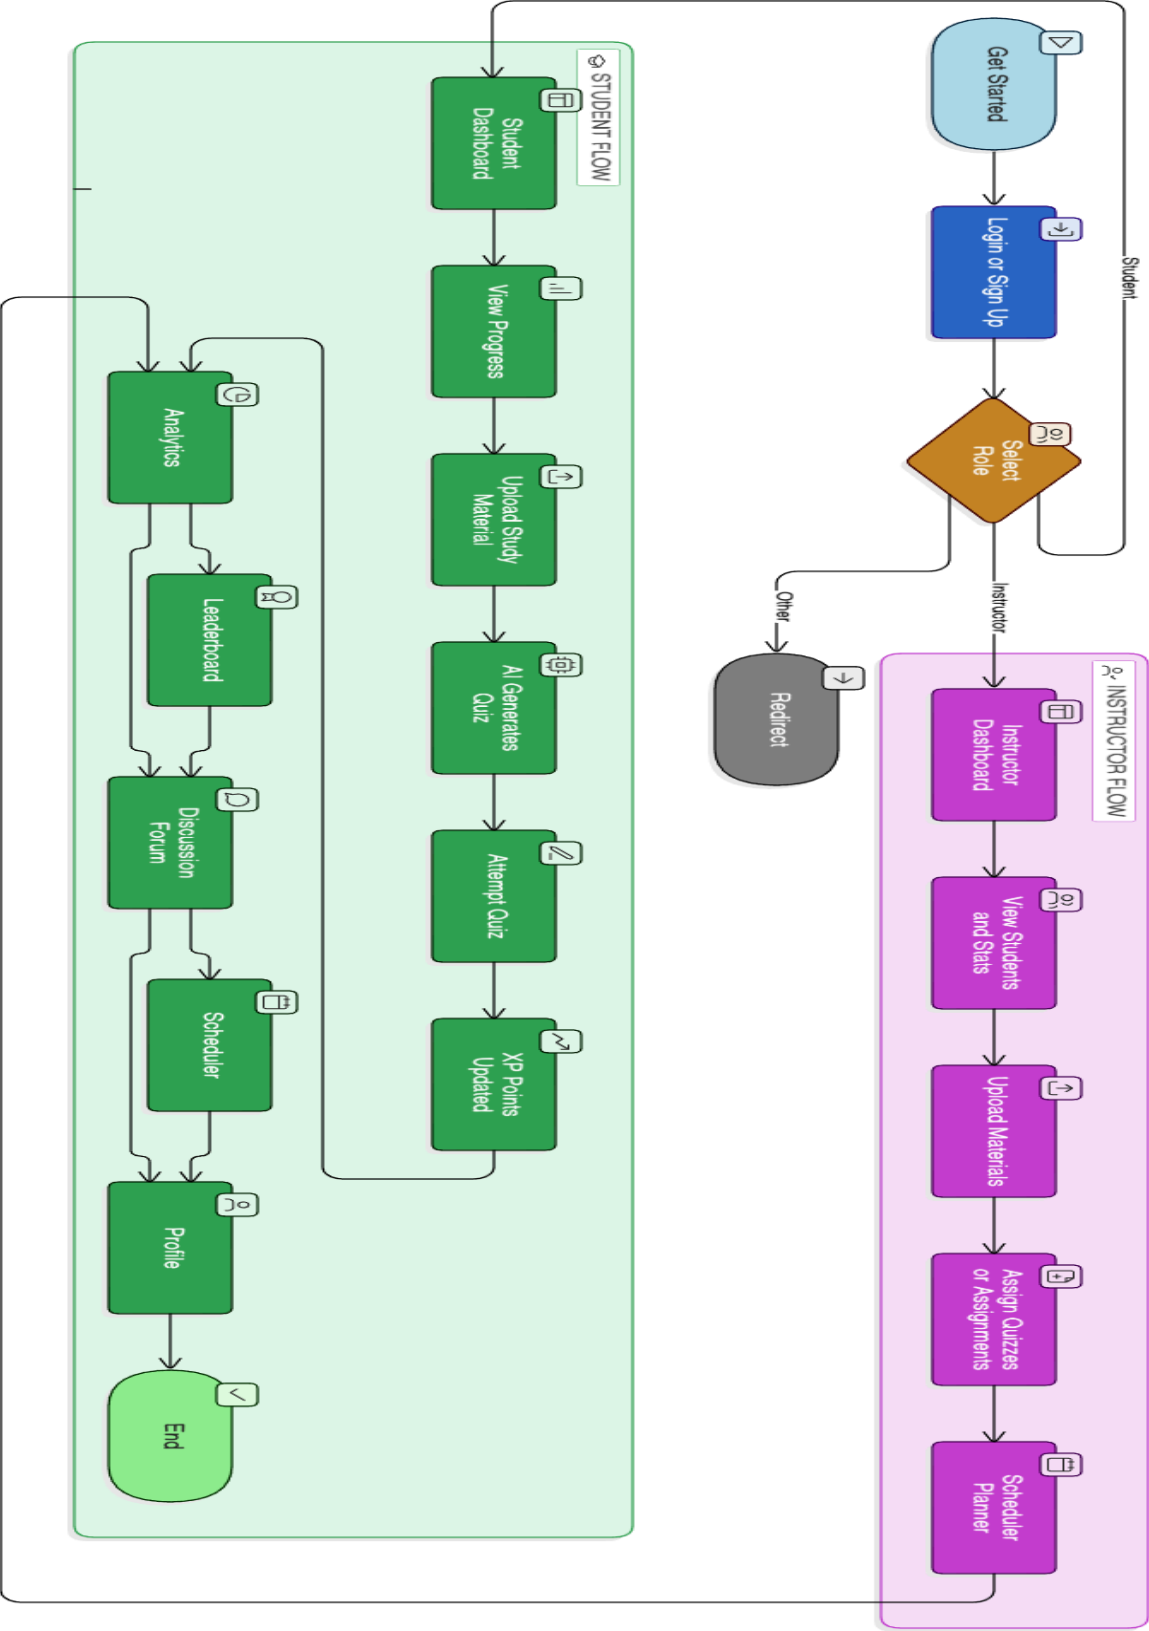 Get Started
Login or Sign Up
Select
Role
Student
Instructor
Other
Redirect
INSTRUCTOR FLOW
Instructor
Dashboard
View Students
and Stats
Upload Materials
Assign Quizzes
or Assignments
Scheduler
Planner
STUDENT FLOW
Student
Dashboard
View Progress
Upload Study
Material
AI Generates
Quiz
Attempt Quiz
XP Points
Updated
Analytics
Leaderboard
Discussion
Forum
Scheduler
Profile
End